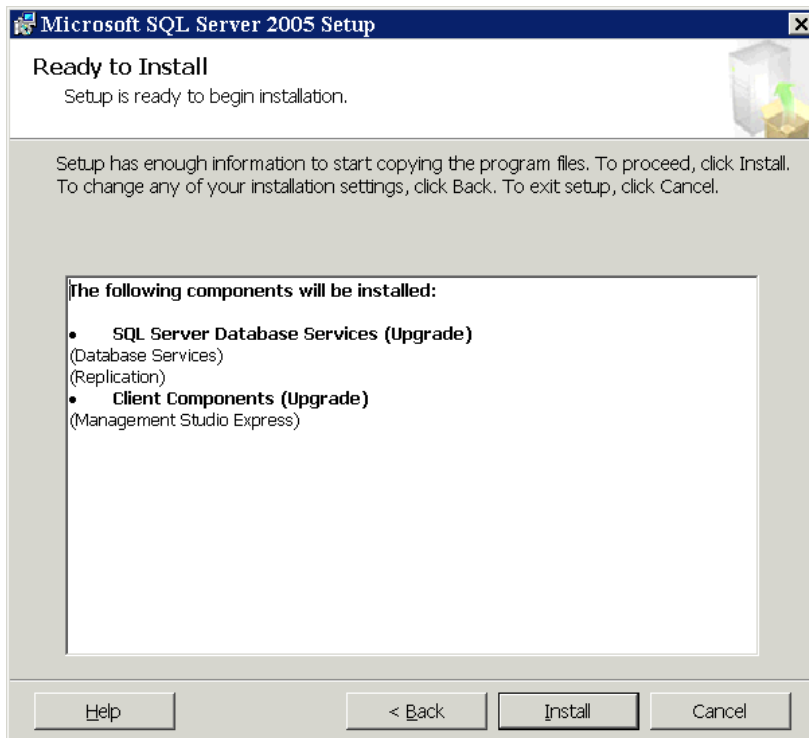 Microsoft SQL Server 2005 Setup
Ready to Install
Setup is ready to begin installation.
Setup has enough information to start copying the program files. To proceed, click Install.
To change any of your installation settings, click Back. To exit setup, click Cancel.
The following components will be installed:
• SQL Server Database Services (Upgrade)
(Database Services)
(Replication)
• Client Components (Upgrade)
(Management Studio Express)
Help
< Back
Install
Cancel